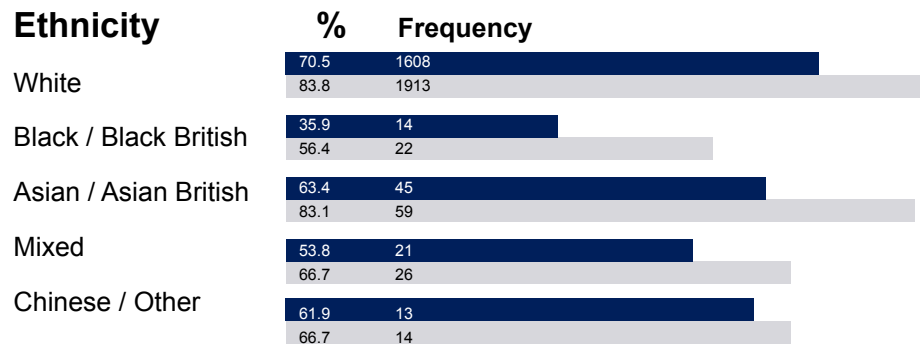 Ethnicity % Frequency
70.5 1608
White
83.8 1913
35.9 14
Black / Black British
56.4 22
63.4 45
Asian / Asian British
83.1 59
Mixed
53.8 21
66.7 26
Chinese / Other
61.9 13
66.7 14